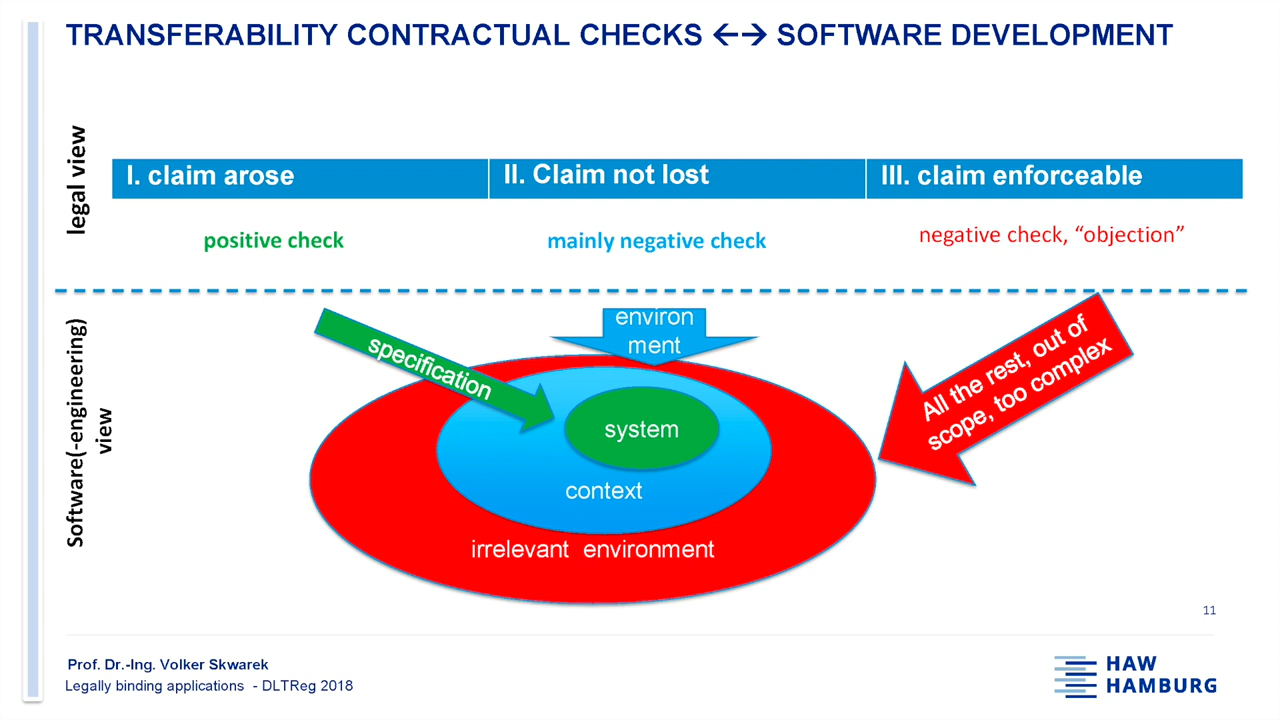 TRANSFERABILITY CONTRACTUAL CHECKS ←→ SOFTWARE DEVELOPMENT
legal view
I. claim arose
II. Claim not lost
III. claim enforceable
positive check
mainly negative check
negative check, “objection”
Software(-engineering)
view
specification
environ
ment
All the rest, out of
scope, too complex
system
context
irrelevant environment
11
Prof. Dr.-Ing. Volker Skwarek
Legally binding applications - DLTReg 2018
HAW
HAMBURG